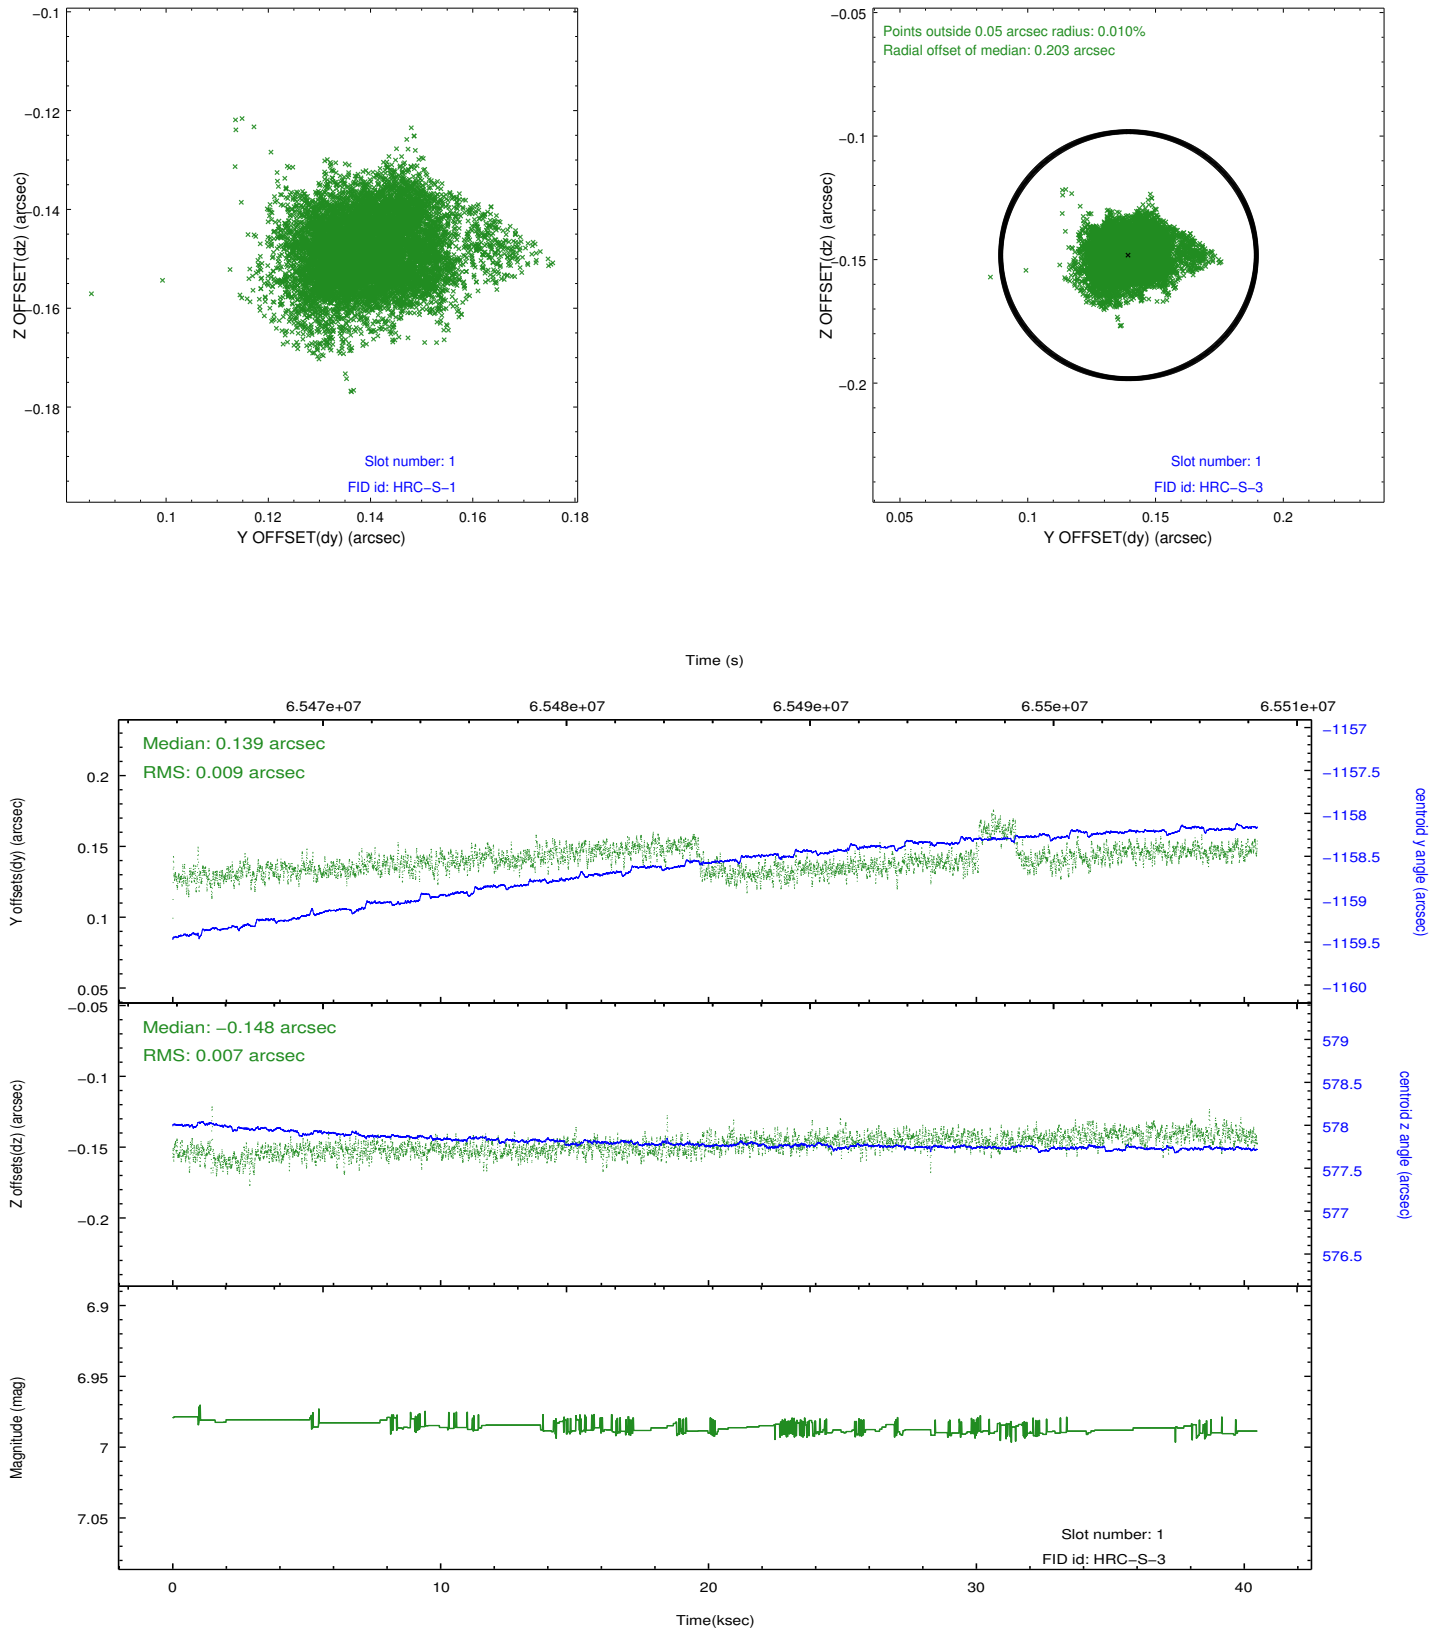 −0.1
−0.12
−0.14
−0.16
−0.18
Z OFFSET(dz) (arcsec)
Slot number: 1
FID id: HRC−S−1
0.1 0.12 0.14 0.16 0.18
Y OFFSET(dy) (arcsec)
Points outside 0.05 arcsec radius: 0.010%
Radial offset of median: 0.203 arcsec
−0.05
−0.1
−0.15
−0.2
Z OFFSET(dz) (arcsec)
Slot number: 1
FID id: HRC−S−3
0.05 0.1 0.15 0.2
Y OFFSET(dy) (arcsec)
Time (s)
6.547e+07 6.548e+07 6.549e+07 6.55e+07 6.551e+07
Median: 0.139 arcsec
RMS: 0.009 arcsec
0.2
0.15
0.1
0.05
Y offsets(dy) (arcsec)
−1157
−1157.5
−1158
−1158.5
−1159
−1159.5
−1160
centroid y angle (arcsec)
Median: −0.148 arcsec
RMS: 0.007 arcsec
−0.05
−0.1
−0.15
−0.2
Z offsets(dz) (arcsec)
579
578.5
578
577.5
577
576.5
centroid z angle (arcsec)
6.9
6.95
7
7.05
Magnitude (mag)
Slot number: 1
FID id: HRC−S−3
0 10 20 30 40
Time(ksec)